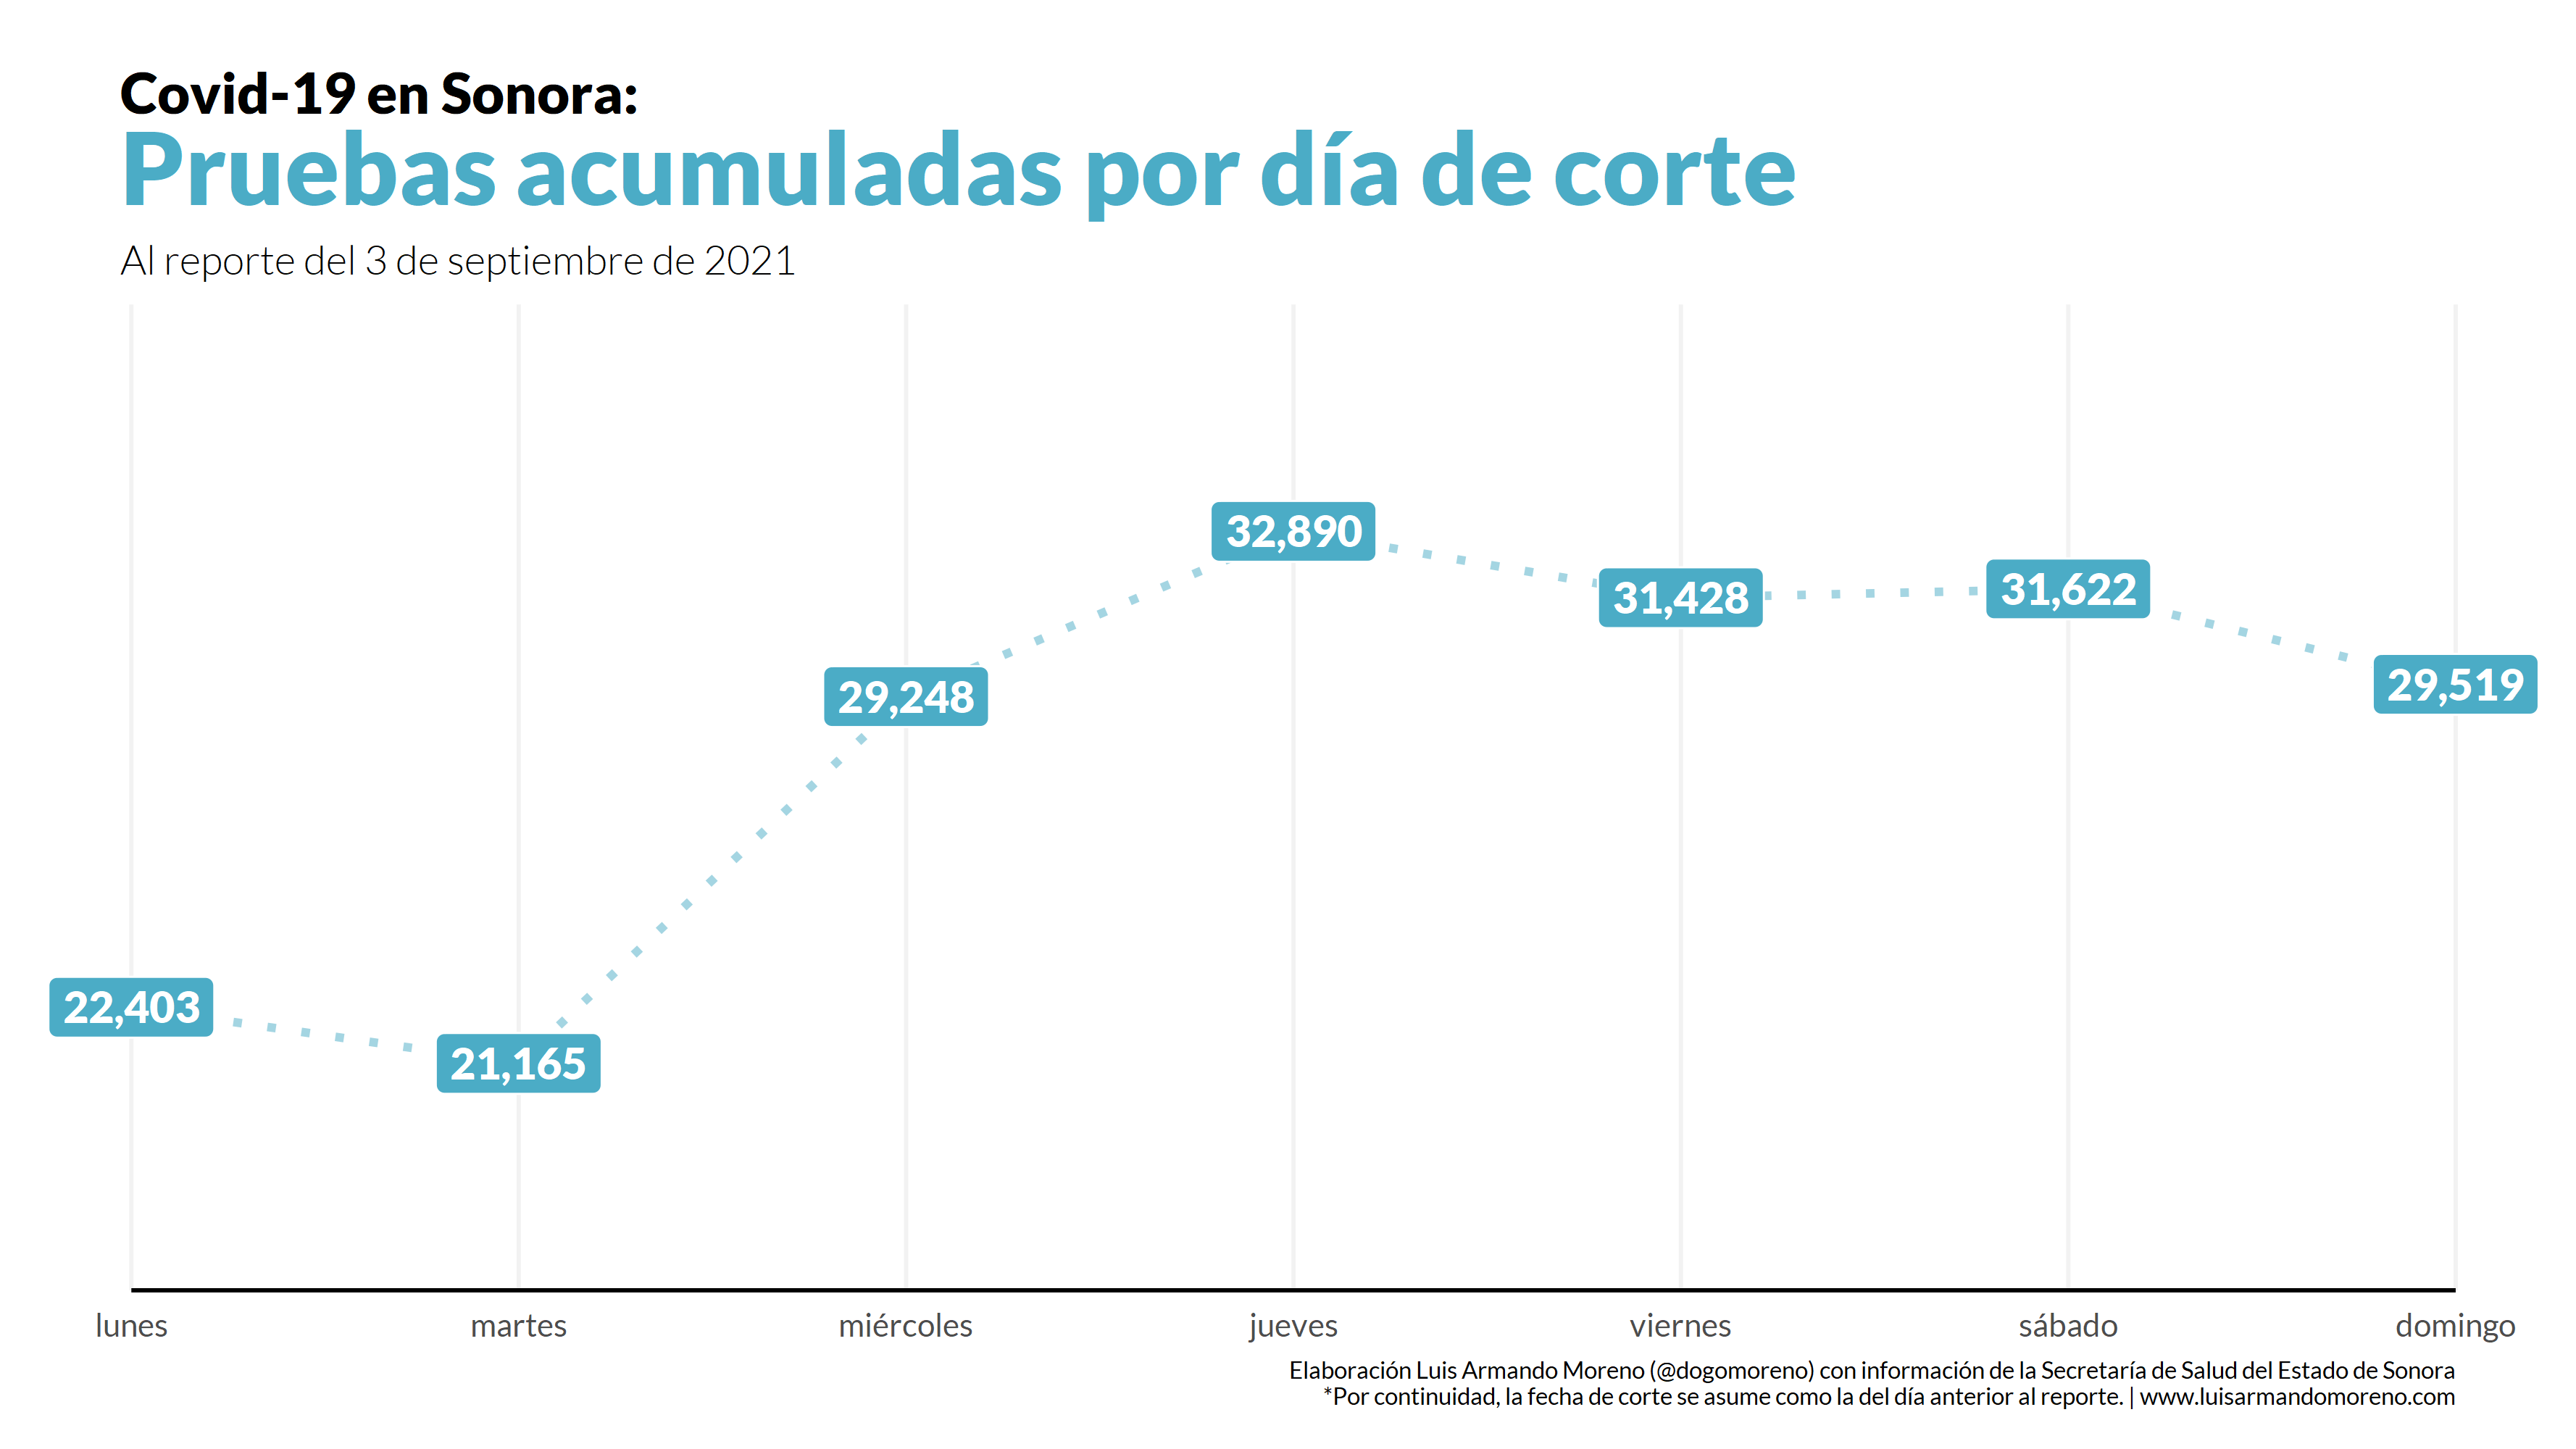 Covid-19 en Sonora:
Pruebas acumuladas por día de corte
Al reporte del 3 de septiembre de 2021
32,890
31,428
31,622
29,519
29,248
22,403
21,165
lunes martes miércoles jueves viernes sábado domingo
Elaboración Luis Armando Moreno (@dogomoreno) con información de la Secretaría de Salud del Estado de Sonora
*Por continuidad, la fecha de corte se asume como la del día anterior al reporte. | www.luisarmandomoreno.com